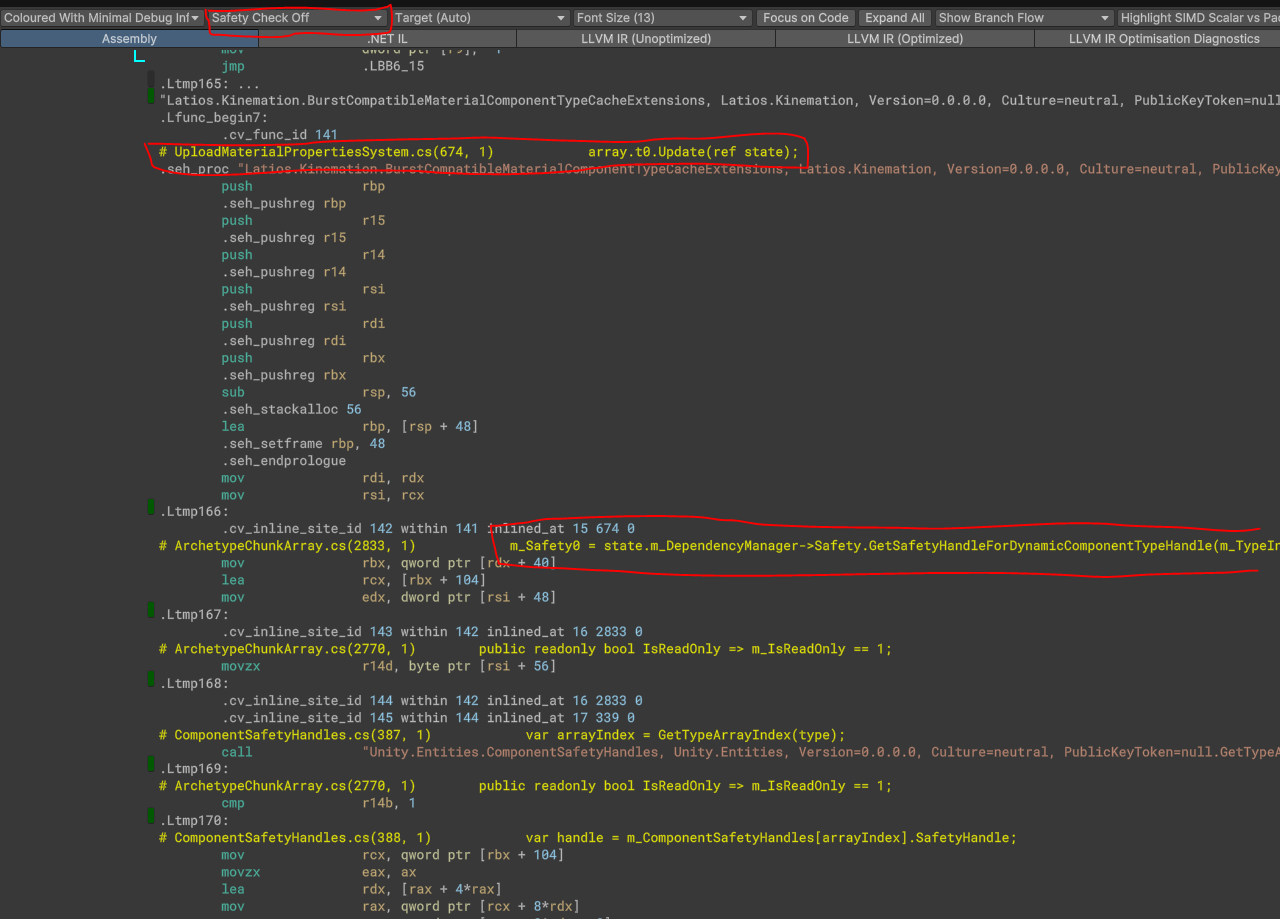 Coloured With Minimal Debug Inf Safety Check Off Target (Auto) Font Size (13) Focus on Code Expand All Show Branch Flow Highlight SIMD Scalar vs Pac
Assembly .NET IL LLVM IR (Unoptimized) LLVM IR (Optimized) LLVM IR Optimisation Diagnostics
mov dword ptr [r9],
jmp .LBB6_15
.Ltmp165: ...
"Latios.Kinemation.BurstCompatibleMaterialComponentTypeCacheExtensions, Latios.Kinemation, Version=0.0.0.0, Culture=neutral, PublicKeyToken=null
.Lfunc_begin7:
.cv_func_id 141
# UploadMaterialPropertiesSystem.cs(674, 1) array.t0.Update(ref state);
.seh_proc "Latios.Kinemation.BurstCompatibleMaterialComponentTypeCacheExtensions, Latios.Kinemation, Version=0.0.0.0, Culture=neutral, PublicKey
push rbp
.seh_pushreg rbp
push r15
.seh_pushreg r15
push r14
.seh_pushreg r14
push rsi
.seh_pushreg rsi
push rdi
.seh_pushreg rdi
push rbx
.seh_pushreg rbx
sub rsp, 56
.seh_stackalloc 56
lea rbp, [rsp + 48]
.seh_setframe rbp, 48
.seh_endprologue
mov rdi, rdx
mov rsi, rcx
.Ltmp166:
.cv_inline_site_id 142 within 141 inlined_at 15 674 0
# ArchetypeChunkArray.cs(2833, 1) m_Safety0 = state.m_DependencyManager->Safety.GetSafetyHandleForDynamicComponentTypeHandle(m_TypeIn
mov rbx, qword ptr [rdx + 40]
lea rcx, [rbx + 104]
mov edx, dword ptr [rsi + 48]
.Ltmp167:
.cv_inline_site_id 143 within 142 inlined_at 16 2833 0
# ArchetypeChunkArray.cs(2770, 1) public readonly bool IsReadOnly => m_IsReadOnly == 1;
movzx r14d, byte ptr [rsi + 56]
.Ltmp168:
.cv_inline_site_id 144 within 142 inlined_at 16 2833 0
.cv_inline_site_id 145 within 144 inlined_at 17 339 0
# ComponentSafetyHandles.cs(387, 1) var arrayIndex = GetTypeArrayIndex(type);
call "Unity.Entities.ComponentSafetyHandles, Unity.Entities, Version=0.0.0.0, Culture=neutral, PublicKeyToken=null.GetTypeA
.Ltmp169:
# ArchetypeChunkArray.cs(2770, 1) public readonly bool IsReadOnly => m_IsReadOnly == 1;
cmp r14b, 1
.Ltmp170:
# ComponentSafetyHandles.cs(388, 1) var handle = m_ComponentSafetyHandles[arrayIndex].SafetyHandle;
mov rcx, qword ptr [rbx + 104]
movzx eax, ax
lea rdx, [rax + 4*rax]
mov rax, qword ptr [rcx + 8*rdx]